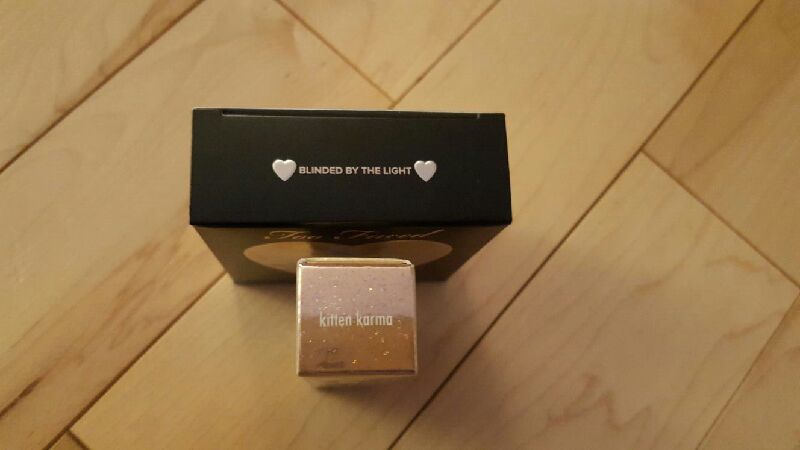 BLINDED BY THE LIGHT
Too Faced
kitten karma